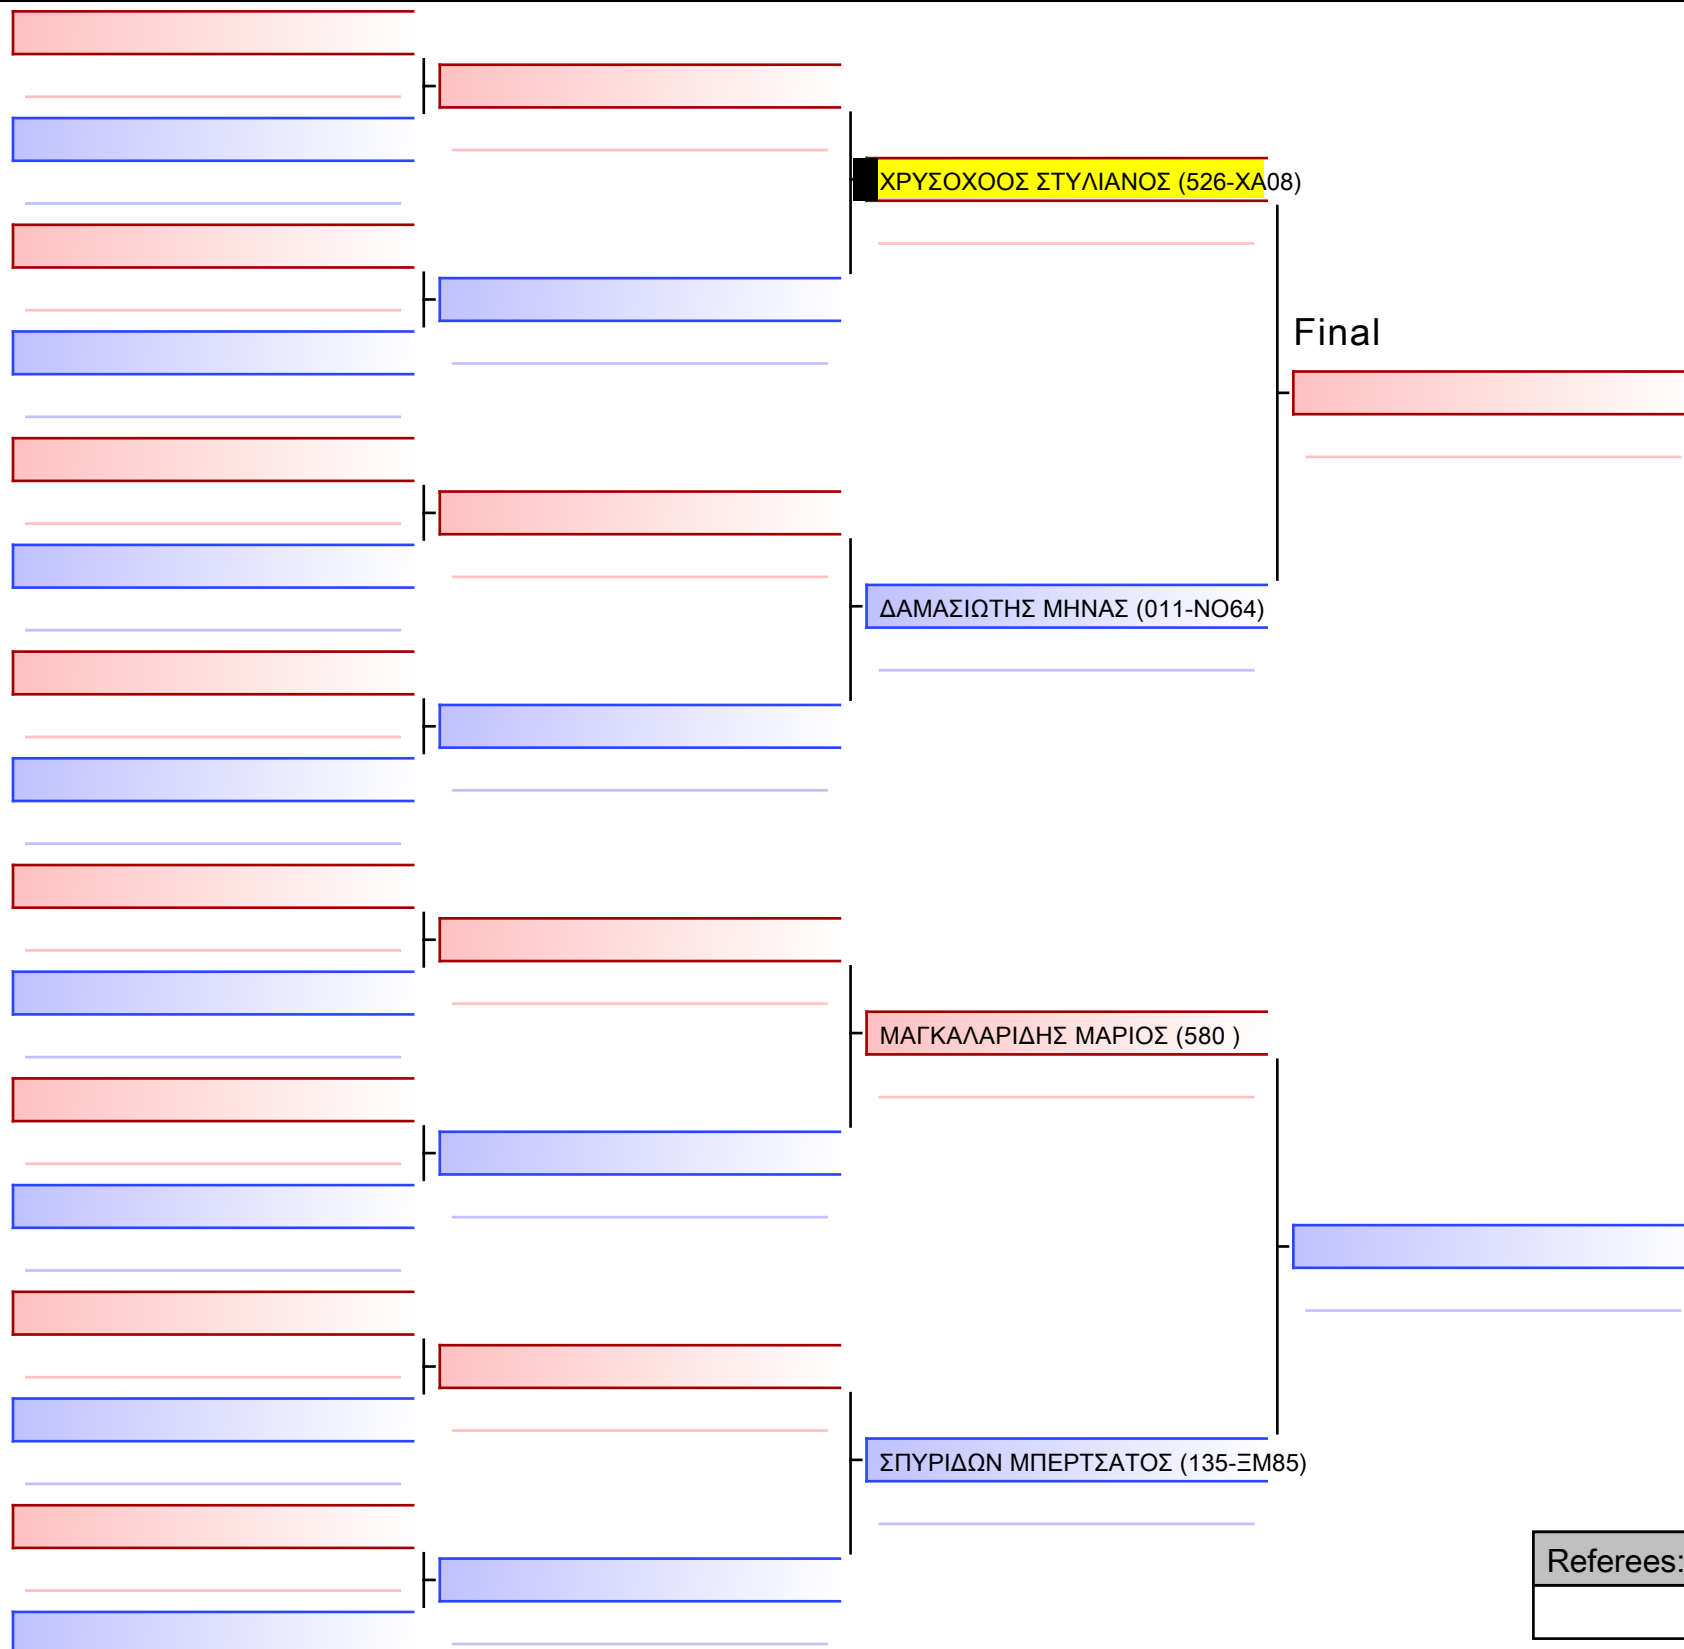 ΧΡΥΣΟΧΟΟΣ ΣΤΥΛΙΑΝΟΣ (526-ΧΑ08)
Final
ΔΑΜΑΣΙΩΤΗΣ ΜΗΝΑΣ (011-ΝΟ64)
ΜΑΓΚΑΛΑΡΙΔΗΣ ΜΑΡΙΟΣ (580 )
ΣΠΥΡΙΔΩΝ ΜΠΕΡΤΣΑΤΟΣ (135-ΞΜ85)
Referees: